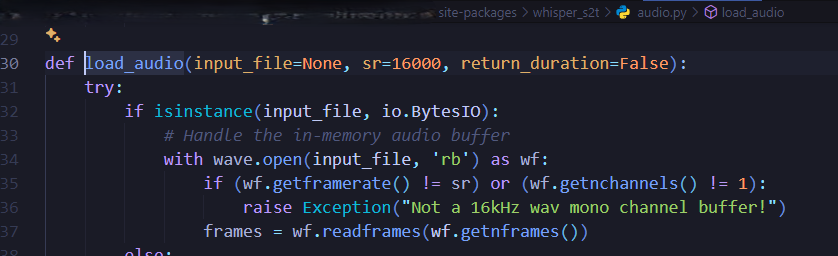 site-packages > whisper_s2t > audio.py > load_audio
29
30 def load_audio(input_file=None, sr=16000, return_duration=False):
31 try:
32 if isinstance(input_file, io.BytesIO):
33 # Handle the in-memory audio buffer
34 with wave.open(input_file, 'rb') as wf:
35 if (wf.getframerate() != sr) or (wf.getnchannels() != 1):
36 raise Exception("Not a 16kHz wav mono channel buffer!")
37 frames = wf.readframes(wf.getnframes())
38 else: